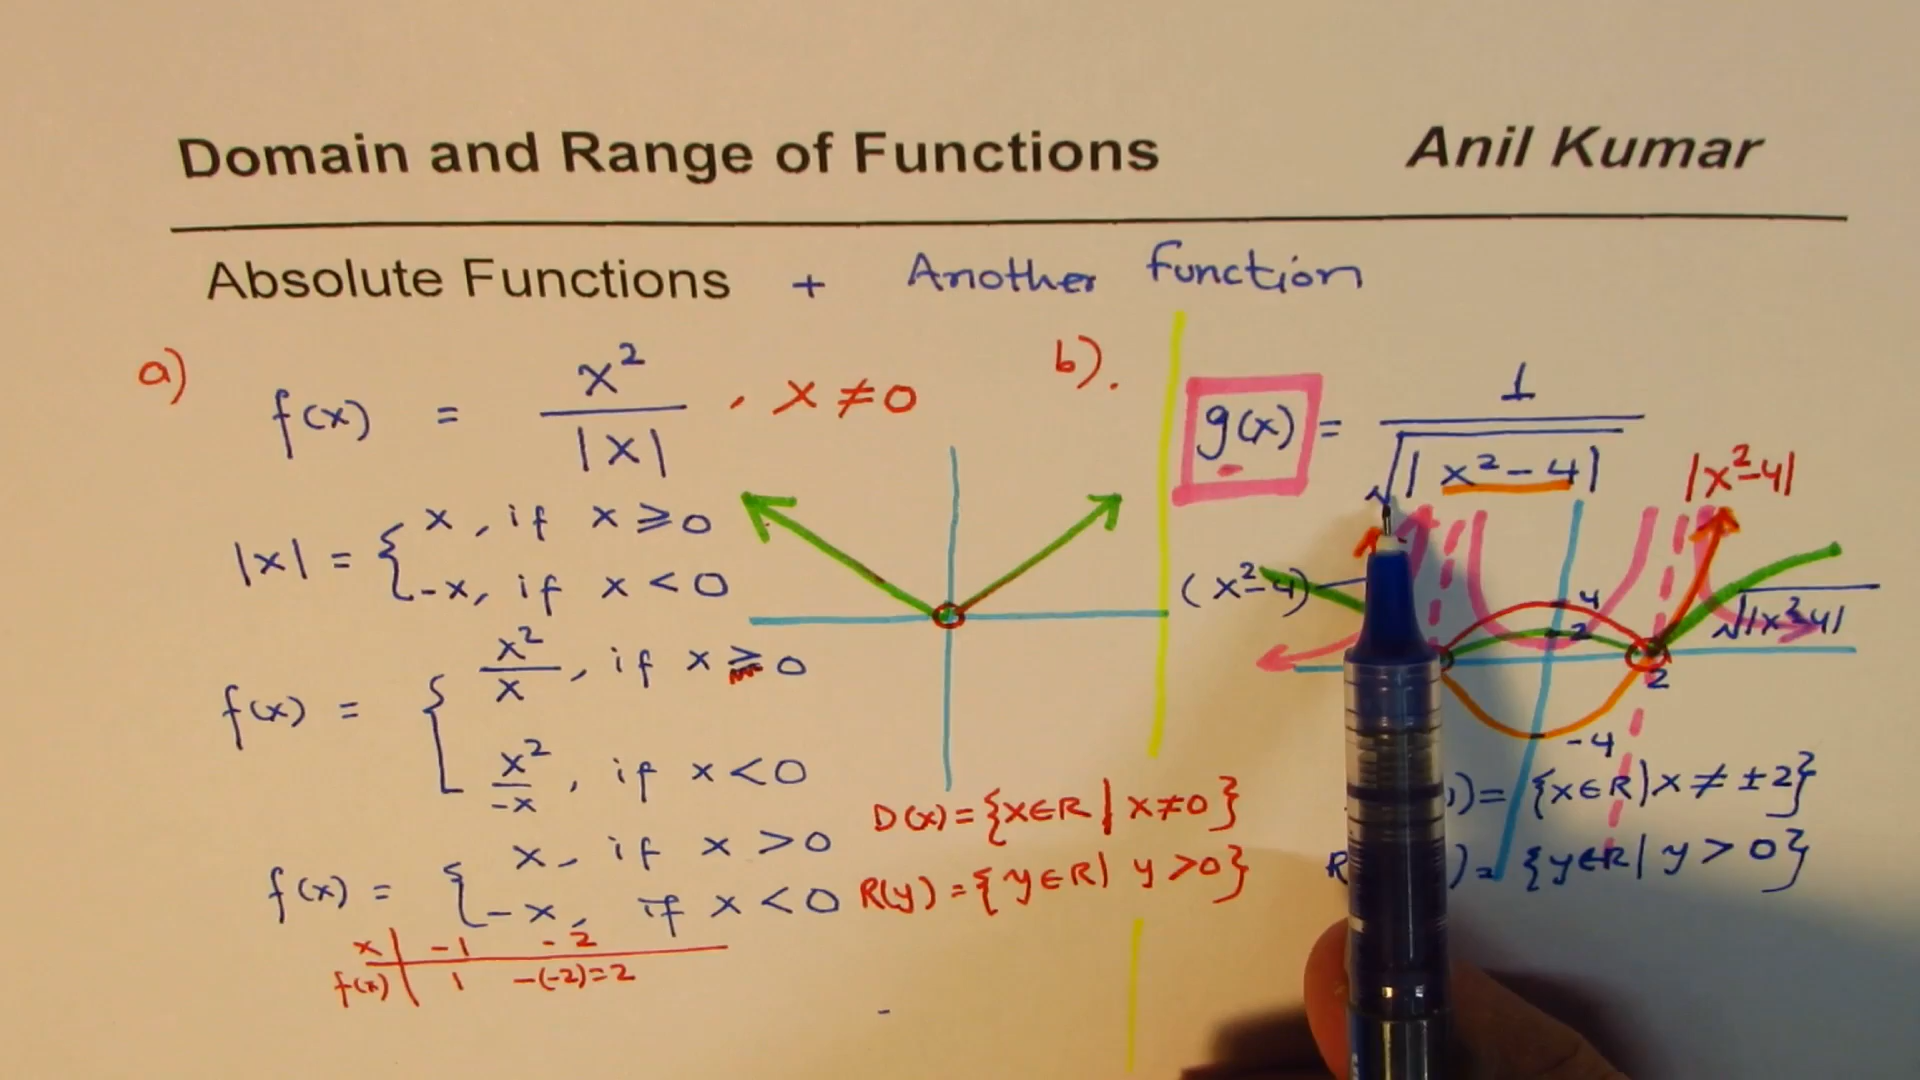 Domain and Range of Functions Anil Kumar
Absolute Functions + Another function
a) f(x) = x²/|x| , x ≠ 0
|x| = { x , if x ⩾ 0
-x, if x < 0
f(x) = { x²/x , if x ⩾ 0
x²/-x , if x < 0
f(x) = { x, if x > 0
-x, if x < 0
x | -1 -2
f(x) | 1 -(-2)=2
D(x) = {x∈R | x≠0}
R(y) = {y∈R | y >0}
b). g(x) = 1/√|x²-4|
|x²-4|
(x²-4)
4
2
√|x²-4|
2
-4
)= {x∈R | x ≠ ±2}
R )= {y∈R | y > 0}